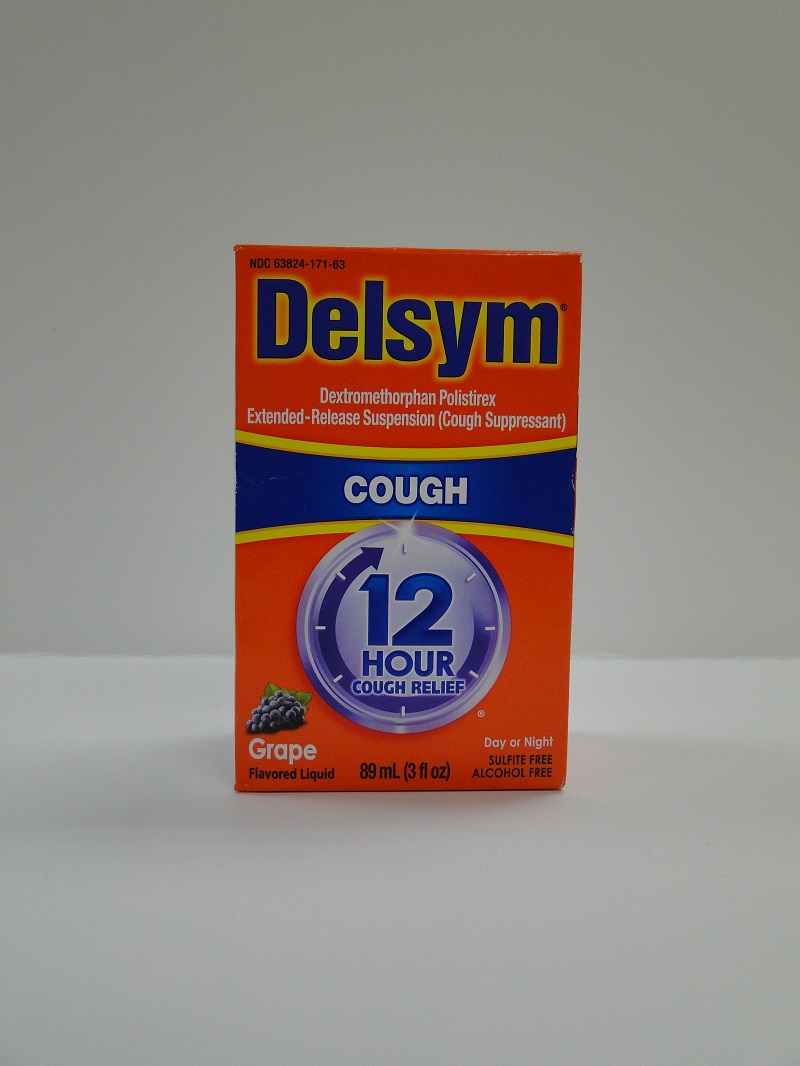 NDC 63824-171-63
Delsym®
Dextromethorphan Polistirex
Extended-Release Suspension (Cough Suppressant)
COUGH
12
HOUR
COUGH RELIEF
®
Grape
Flavored Liquid
89 mL (3 fl oz)
Day or Night
SULFITE FREE
ALCOHOL FREE